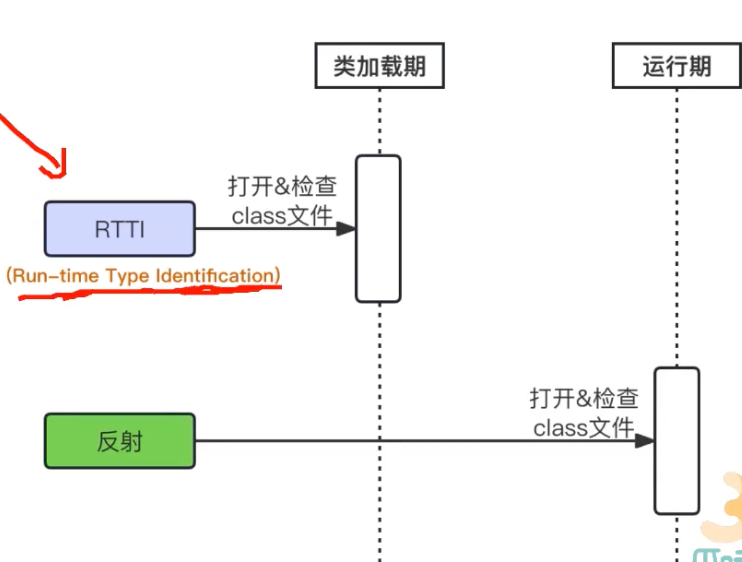 类加载期
运行期
打开&检查
class文件
RTTI
(Run-time Type Identification)
打开&检查
class文件
反射